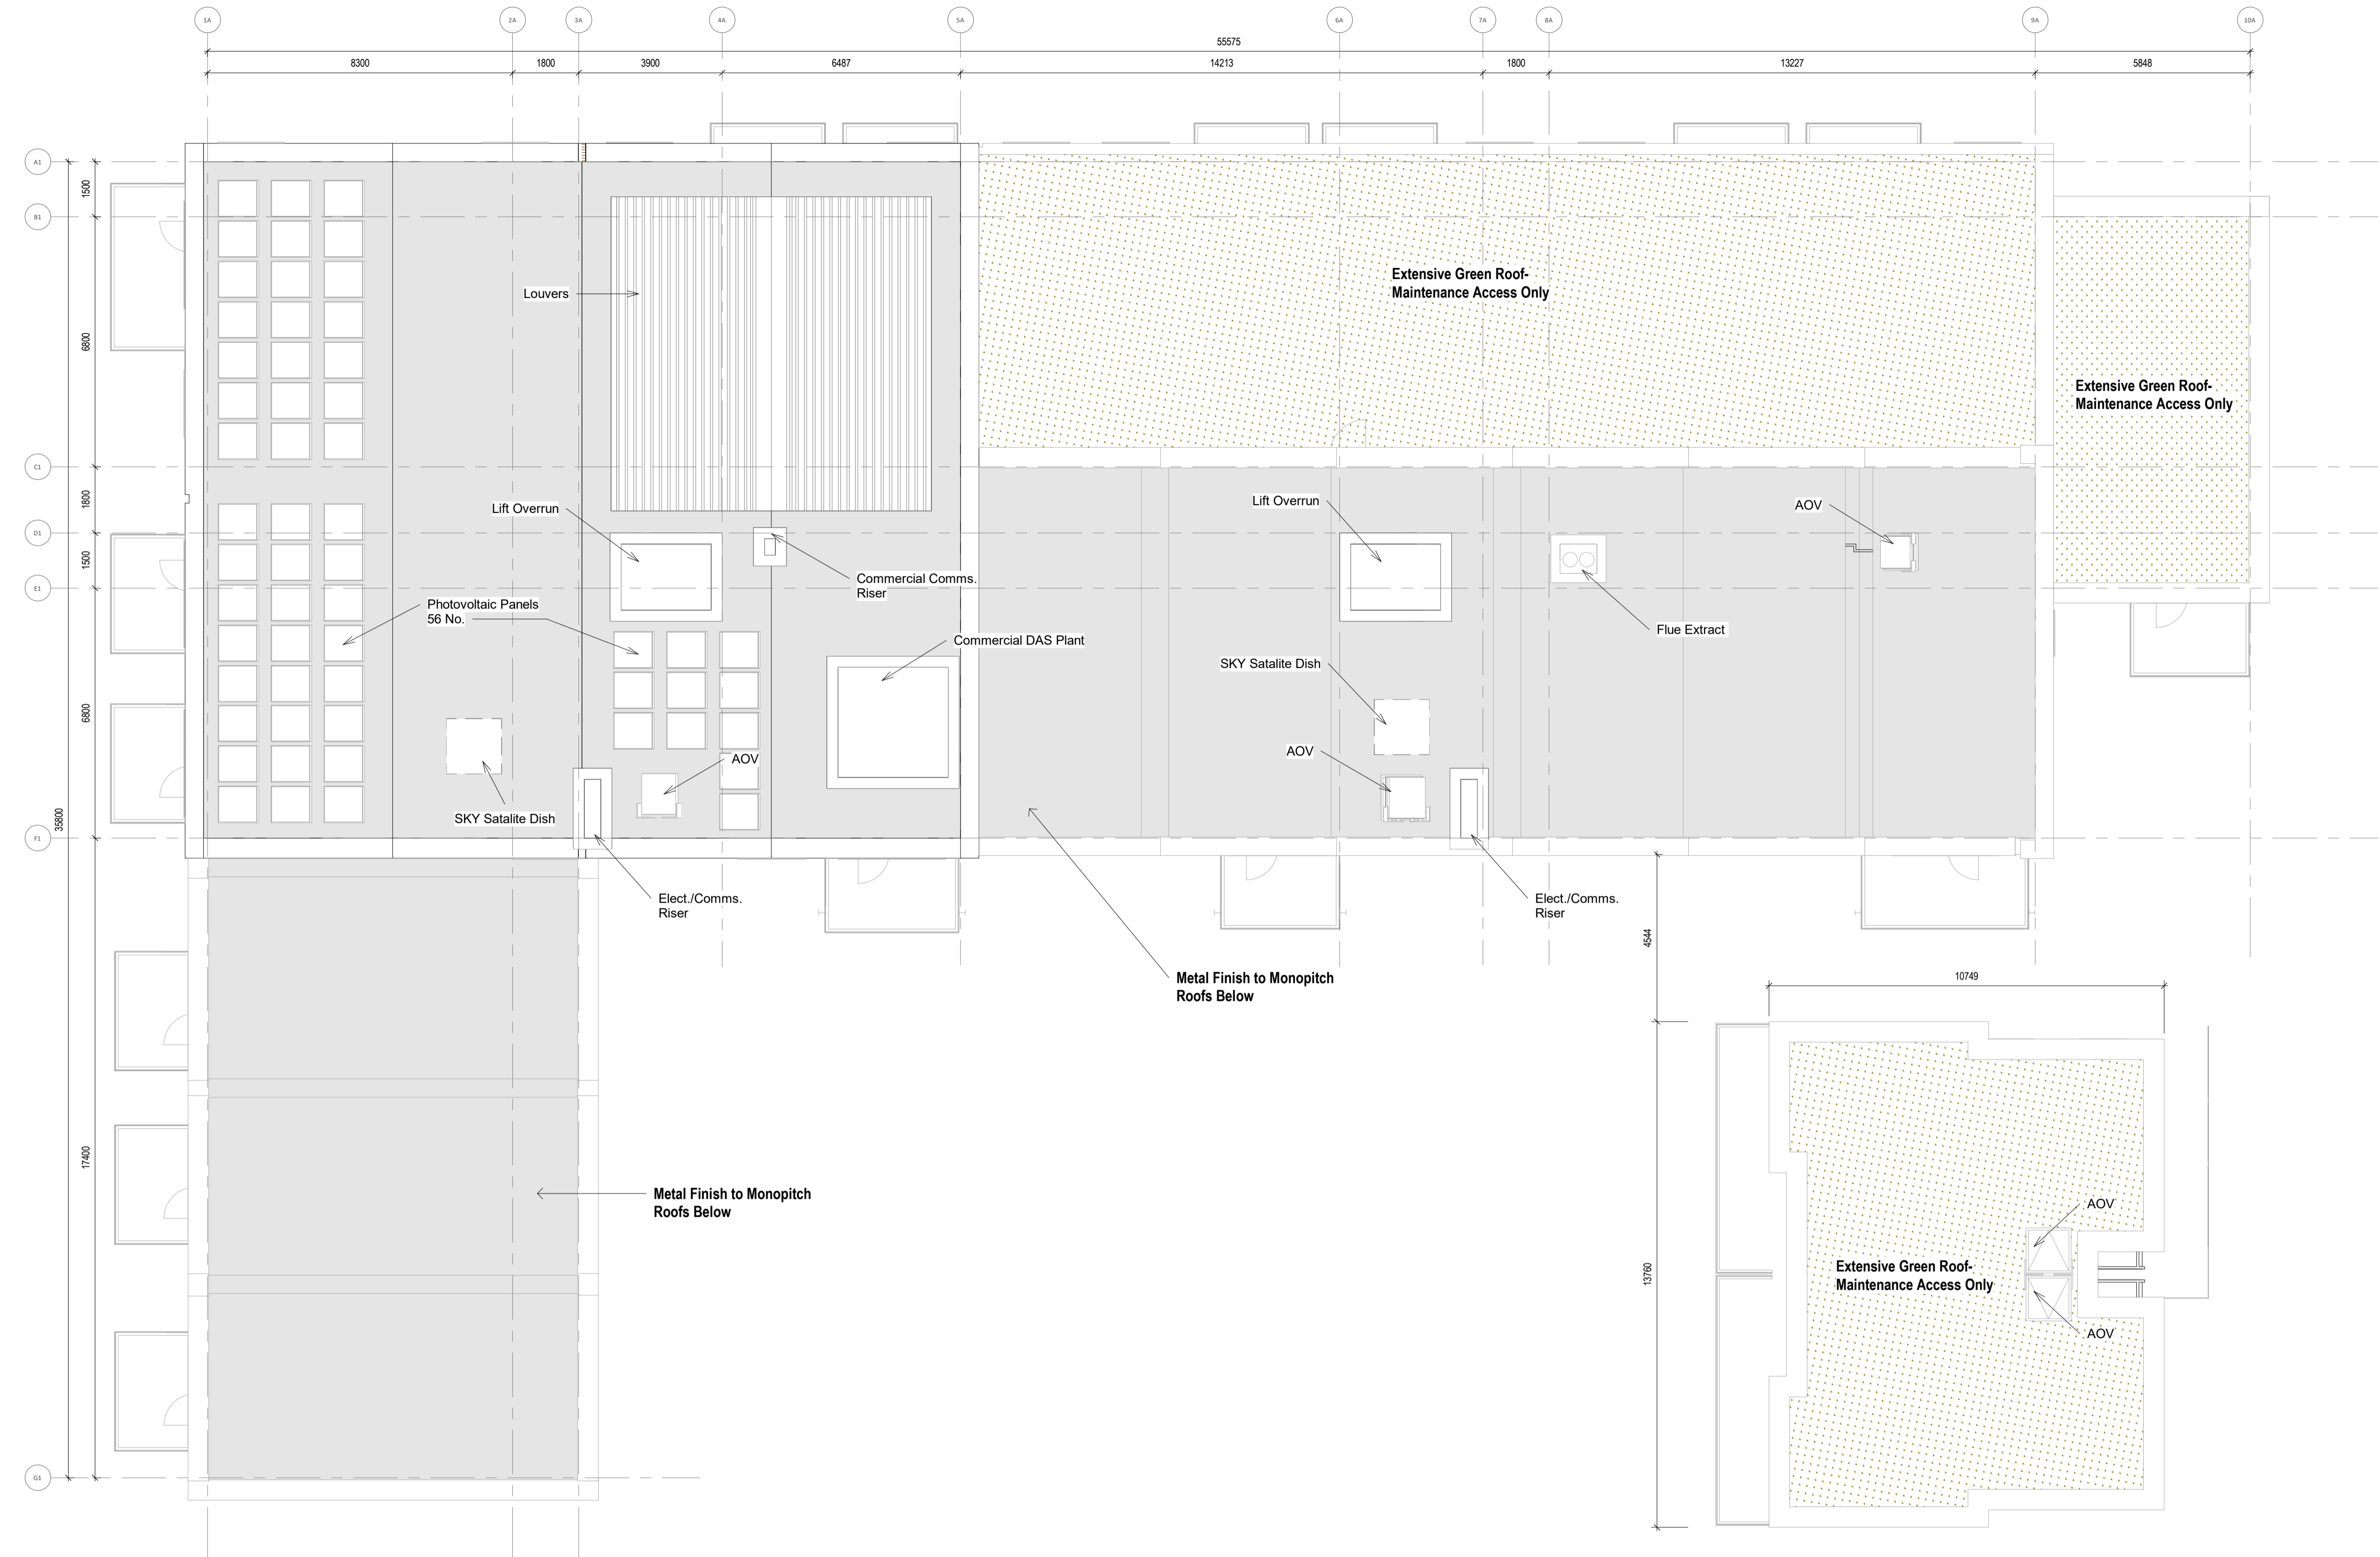 1A 2A 3A 4A 5A 6A 7A 8A 9A 10A
55575
8300 1800 3900 6487 14213 1800 13227 5848
A1
1500
B1
Extensive Green Roof-
Maintenance Access Only
Louvers
6800
Extensive Green Roof-
Maintenance Access Only
C1
1800
Lift Overrun
Lift Overrun
AOV
D1
1500
Commercial Comms.
Riser
E1
Photovoltaic Panels
56 No.
Flue Extract
Commercial DAS Plant
SKY Satalite Dish
6800
AOV
AOV
SKY Satalite Dish
35800
F1
Elect./Comms.
Riser
Elect./Comms.
Riser
4544
Metal Finish to Monopitch
Roofs Below
10749
17400
Metal Finish to Monopitch
Roofs Below
AOV
13760
Extensive Green Roof-
Maintenance Access Only
AOV
G1